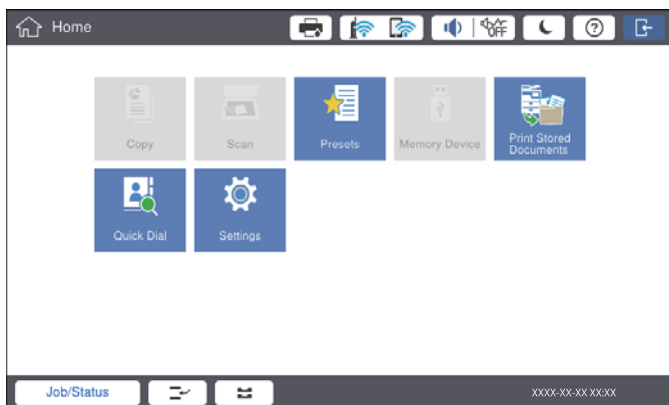 Home
OFF
?
Copy
Scan
Presets
Memory Device
Print Stored
Documents
Quick Dial
Settings
Job/Status
XXXX-XX-XX XX:XX